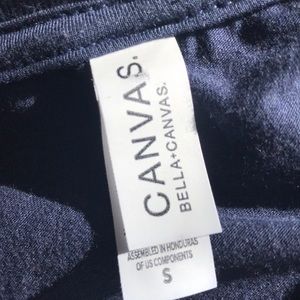 CANVAS.
BELLA+CANVAS.
ASSEMBLED IN HONDURAS
OF US COMPONENTS
S